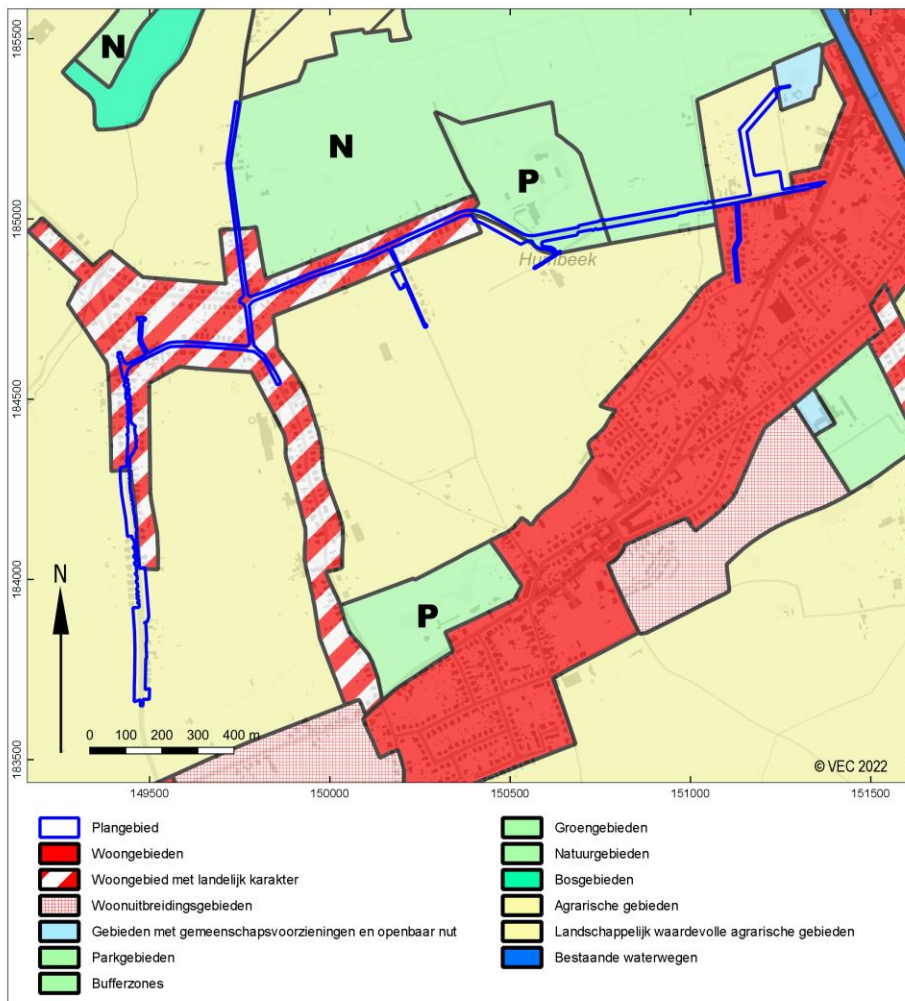 185500
185000
184500
184000
183500
N
N
P
Humbeek
P
N
0 100 200 300 400 m
© VEC 2022
149500 150000 150500 151000 151500
Plangebied
Woongebieden
Woongebied met landelijk karakter
Woonuitbreidingsgebieden
Gebieden met gemeenschapsvoorzieningen en openbaar nut
Parkgebieden
Bufferzones
Groengebieden
Natuurgebieden
Bosgebieden
Agrarische gebieden
Landschappelijk waardevolle agrarische gebieden
Bestaande waterwegen